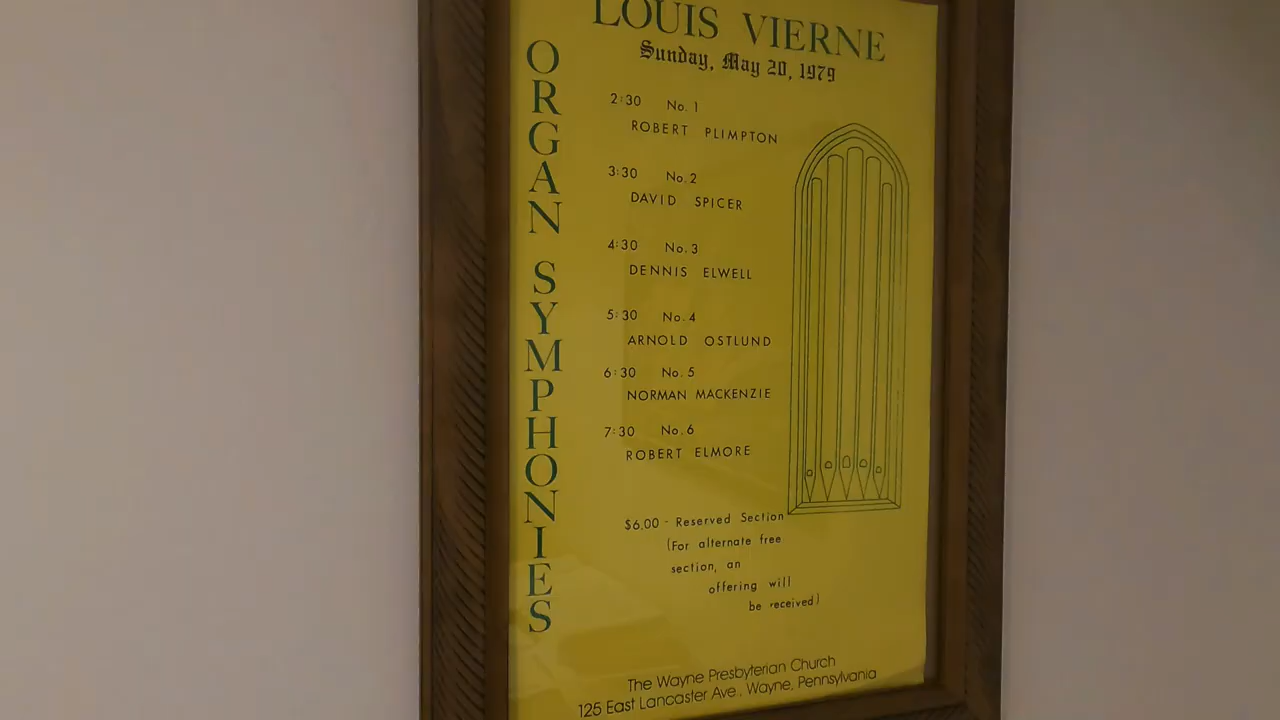 LOUIS VIERNE
Sunday, May 20, 1979
ORGAN SYMPHONIES
2:30 No. 1
ROBERT PLIMPTON
3:30 No. 2
DAVID SPICER
4:30 No. 3
DENNIS ELWELL
5:30 No. 4
ARNOLD OSTLUND
6:30 No. 5
NORMAN MACKENZIE
7:30 No. 6
ROBERT ELMORE
$6.00 - Reserved Section
(For alternate free
section, an
offering will
be received)
The Wayne Presbyterian Church
125 East Lancaster Ave., Wayne, Pennsylvania